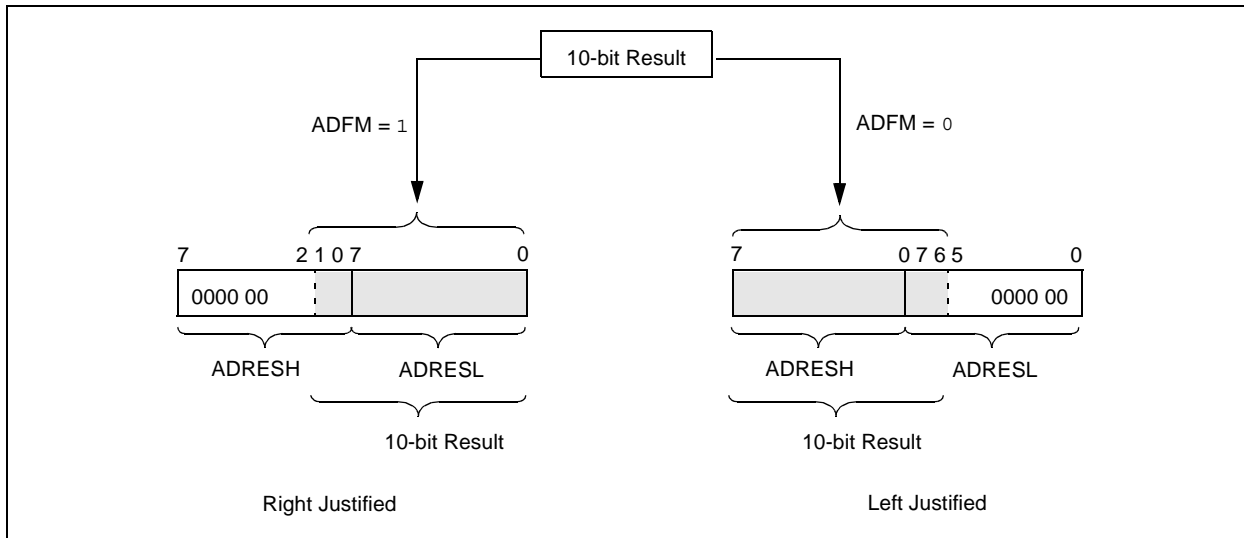 10-bit Result
ADFM = 1
ADFM = 0
7 2 1 0 7 0
7 0 7 6 5 0
0000 00
0000 00
ADRESH ADRESL
ADRESH ADRESL
10-bit Result
10-bit Result
Right Justified
Left Justified